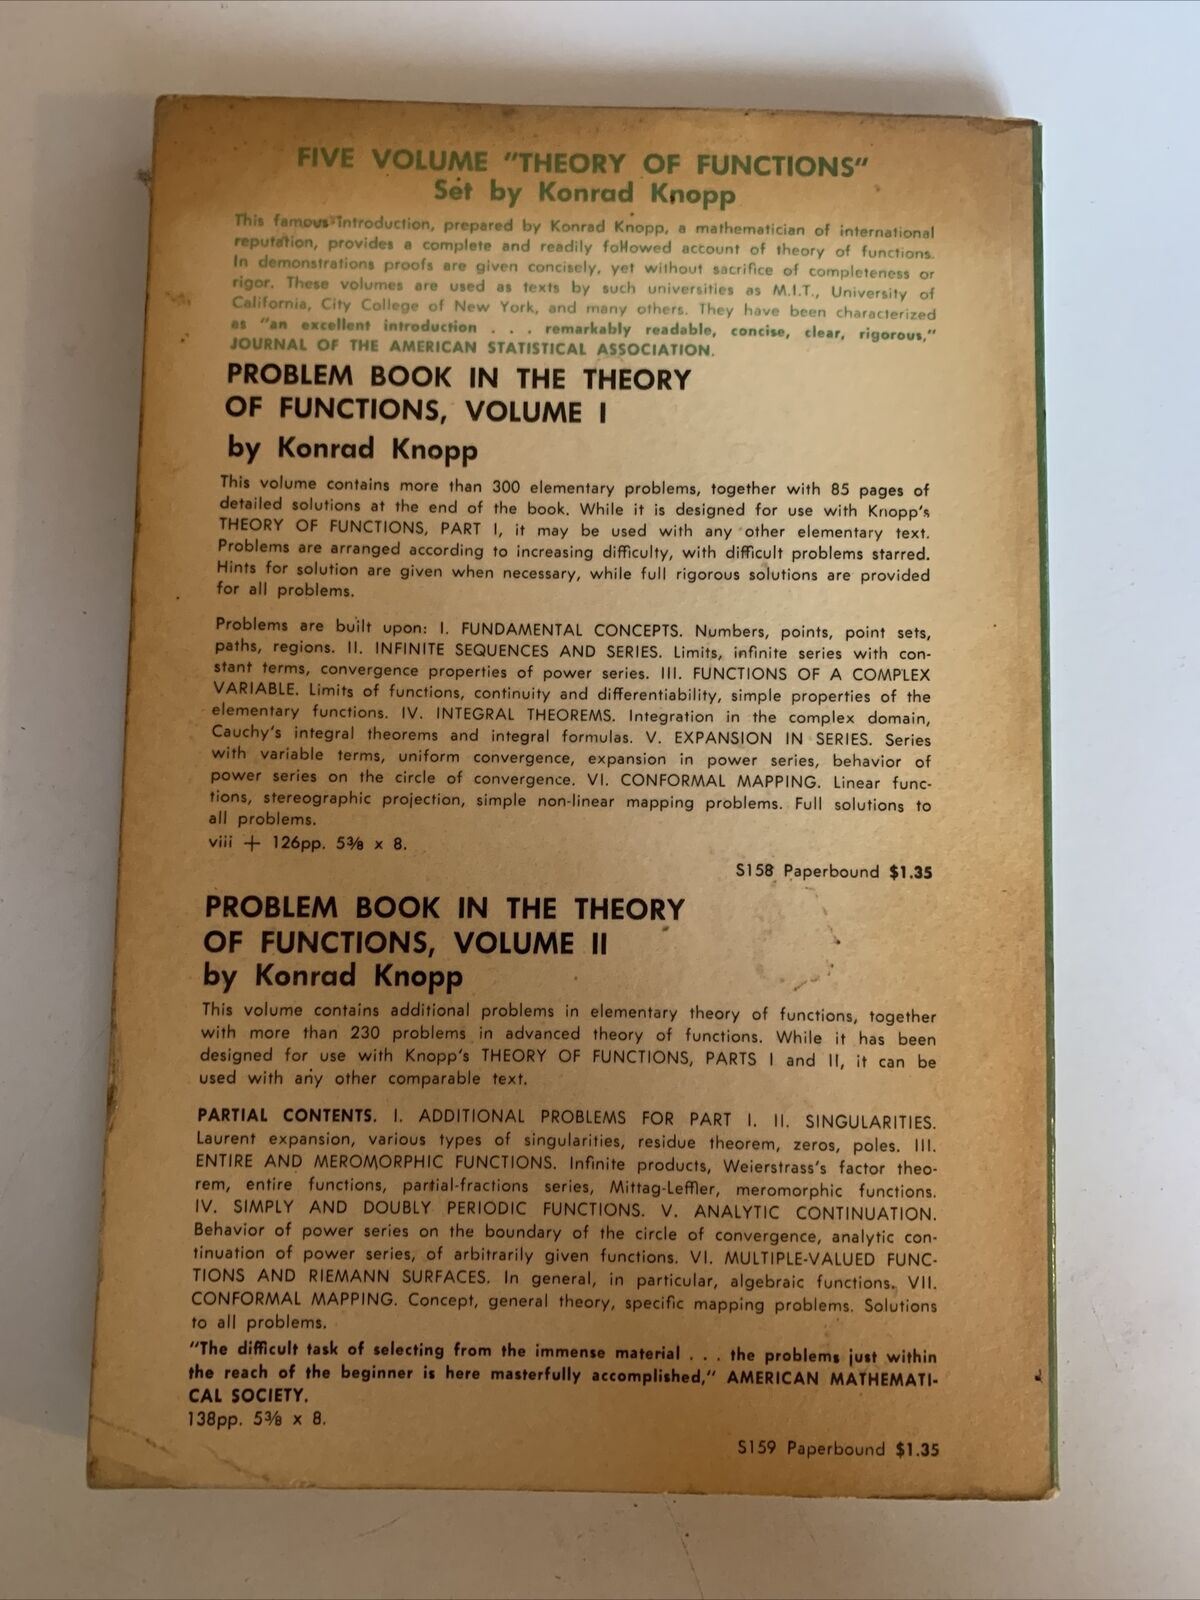 FIVE VOLUME "THEORY OF FUNCTIONS"
Set by Konrad Knopp
This famous introduction, prepared by Konrad Knopp, a mathematician of international
reputation, provides a complete and readily followed account of theory of functions.
In demonstrations proofs are given concisely, yet without sacrifice of completeness or
rigor. These volumes are used as texts by such universities as M.I.T., University of
California, City College of New York, and many others. They have been characterized
as "an excellent introduction . . . remarkably readable, concise, clear, rigorous,"
JOURNAL OF THE AMERICAN STATISTICAL ASSOCIATION.
PROBLEM BOOK IN THE THEORY
OF FUNCTIONS, VOLUME I
by Konrad Knopp
This volume contains more than 300 elementary problems, together with 85 pages of
detailed solutions at the end of the book. While it is designed for use with Knopp's
THEORY OF FUNCTIONS, PART I, it may be used with any other elementary text.
Problems are arranged according to increasing difficulty, with difficult problems starred.
Hints for solution are given when necessary, while full rigorous solutions are provided
for all problems.
Problems are built upon: I. FUNDAMENTAL CONCEPTS. Numbers, points, point sets,
paths, regions. II. INFINITE SEQUENCES AND SERIES. Limits, infinite series with con-
stant terms, convergence properties of power series. III. FUNCTIONS OF A COMPLEX
VARIABLE. Limits of functions, continuity and differentiability, simple properties of the
elementary functions. IV. INTEGRAL THEOREMS. Integration in the complex domain,
Cauchy's integral theorems and integral formulas. V. EXPANSION IN SERIES. Series
with variable terms, uniform convergence, expansion in power series, behavior of
power series on the circle of convergence. VI. CONFORMAL MAPPING. Linear func-
tions, stereographic projection, simple non-linear mapping problems. Full solutions to
all problems.
viii + 126pp. 5⅜ x 8.
S158 Paperbound $1.35
PROBLEM BOOK IN THE THEORY
OF FUNCTIONS, VOLUME II
by Konrad Knopp
This volume contains additional problems in elementary theory of functions, together
with more than 230 problems in advanced theory of functions. While it has been
designed for use with Knopp's THEORY OF FUNCTIONS, PARTS I and II, it can be
used with any other comparable text.
PARTIAL CONTENTS. I. ADDITIONAL PROBLEMS FOR PART I. II. SINGULARITIES.
Laurent expansion, various types of singularities, residue theorem, zeros, poles. III.
ENTIRE AND MEROMORPHIC FUNCTIONS. Infinite products, Weierstrass's factor theo-
rem, entire functions, partial-fractions series, Mittag-Leffler, meromorphic functions.
IV. SIMPLY AND DOUBLY PERIODIC FUNCTIONS. V. ANALYTIC CONTINUATION.
Behavior of power series on the boundary of the circle of convergence, analytic con-
tinuation of power series, of arbitrarily given functions. VI. MULTIPLE-VALUED FUNC-
TIONS AND RIEMANN SURFACES. In general, in particular, algebraic functions. VII.
CONFORMAL MAPPING. Concept, general theory, specific mapping problems. Solutions
to all problems.
"The difficult task of selecting from the immense material . . . the problems just within
the reach of the beginner is here masterfully accomplished," AMERICAN MATHEMATI-
CAL SOCIETY.
138pp. 5⅜ x 8.
S159 Paperbound $1.35